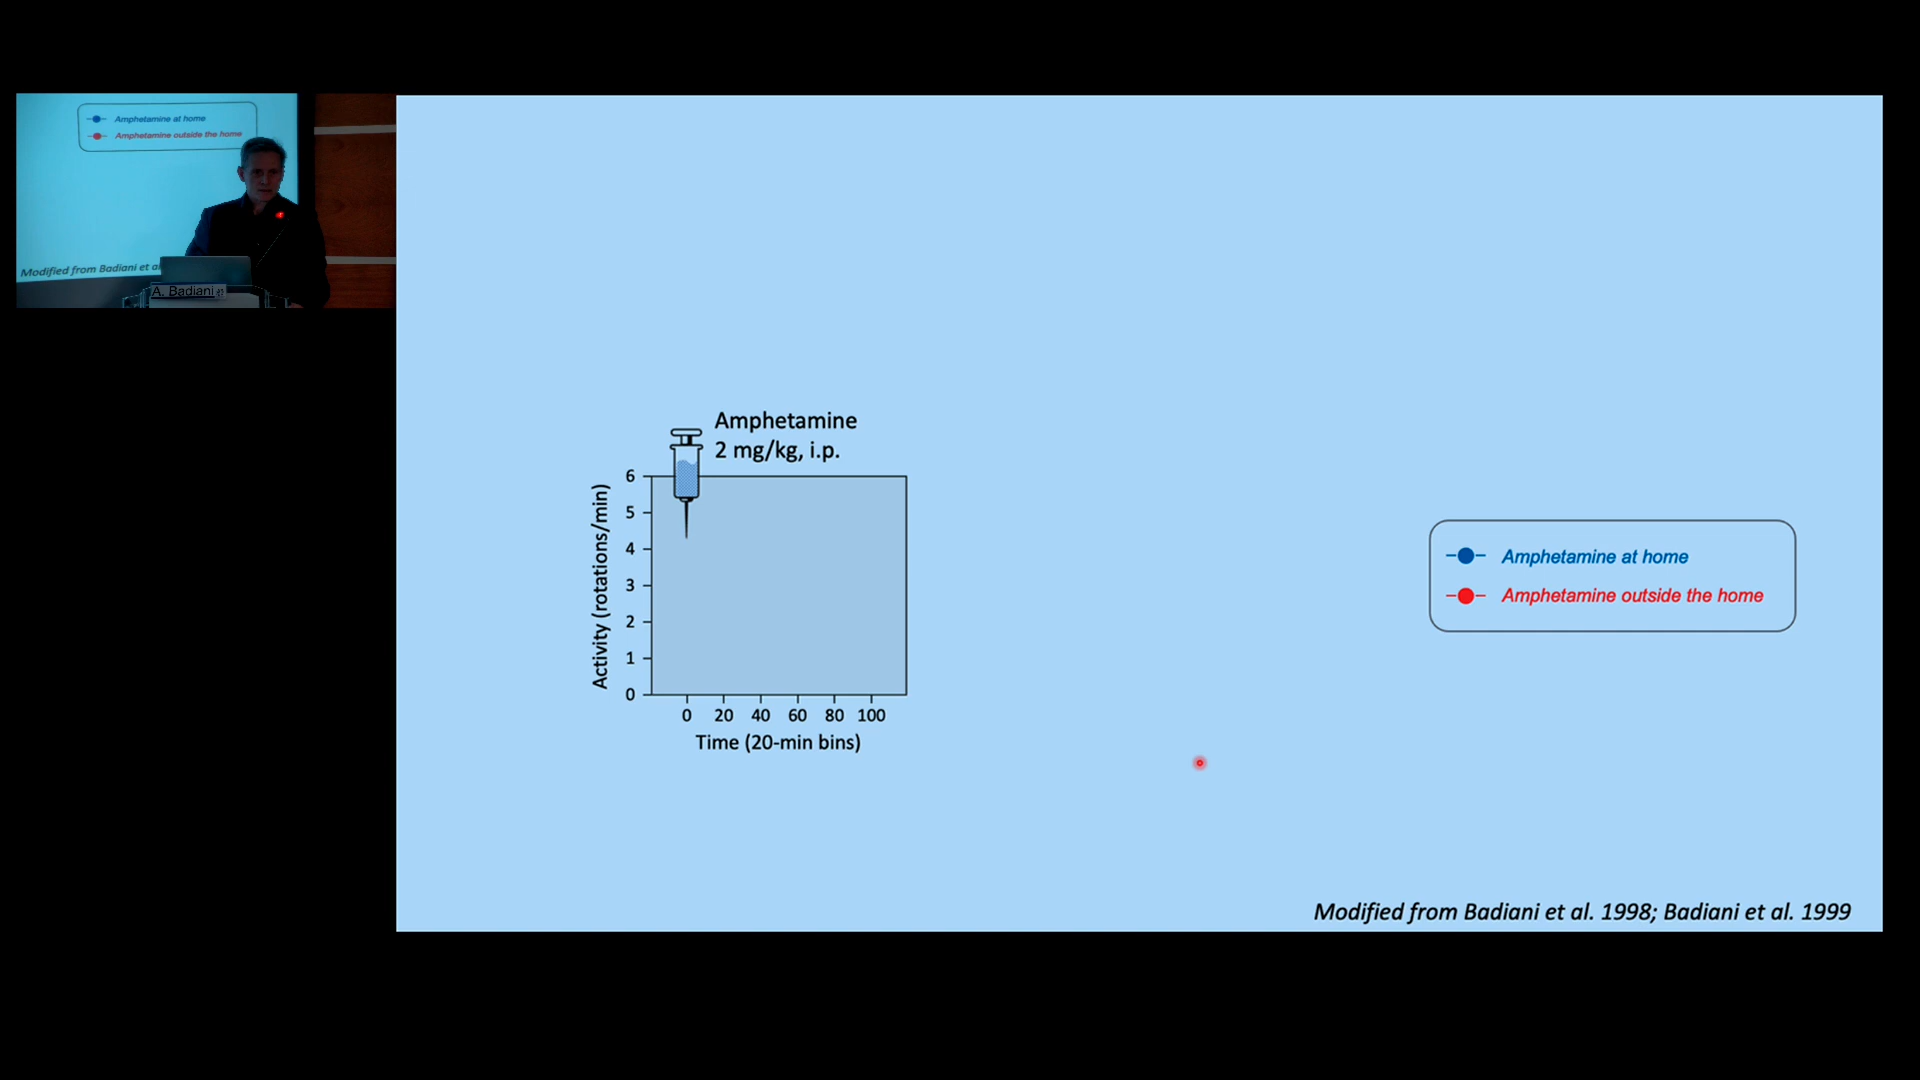 Amphetamine at home
Amphetamine outside the home
Modified from Badiani et al
A. Badiani
Amphetamine
2 mg/kg, i.p.
Activity (rotations/min)
6
5
4
3
2
1
0
0 20 40 60 80 100
Time (20-min bins)
Amphetamine at home
Amphetamine outside the home
Modified from Badiani et al. 1998; Badiani et al. 1999